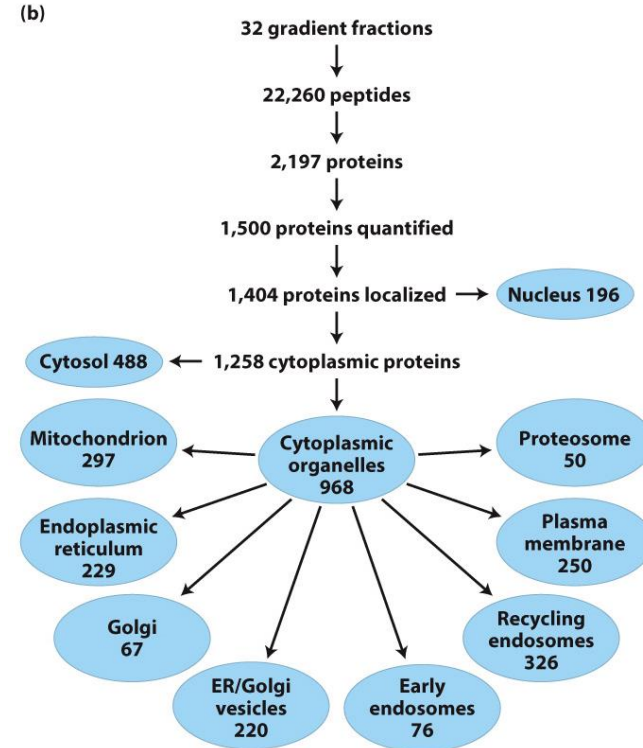 (b)
32 gradient fractions
22,260 peptides
2,197 proteins
1,500 proteins quantified
1,404 proteins localized
Nucleus 196
Cytosol 488
1,258 cytoplasmic proteins
Mitochondrion
297
Cytoplasmic
organelles
968
Proteosome
50
Endoplasmic
reticulum
229
Plasma
membrane
250
Golgi
67
Recycling
endosomes
326
ER/Golgi
vesicles
220
Early
endosomes
76